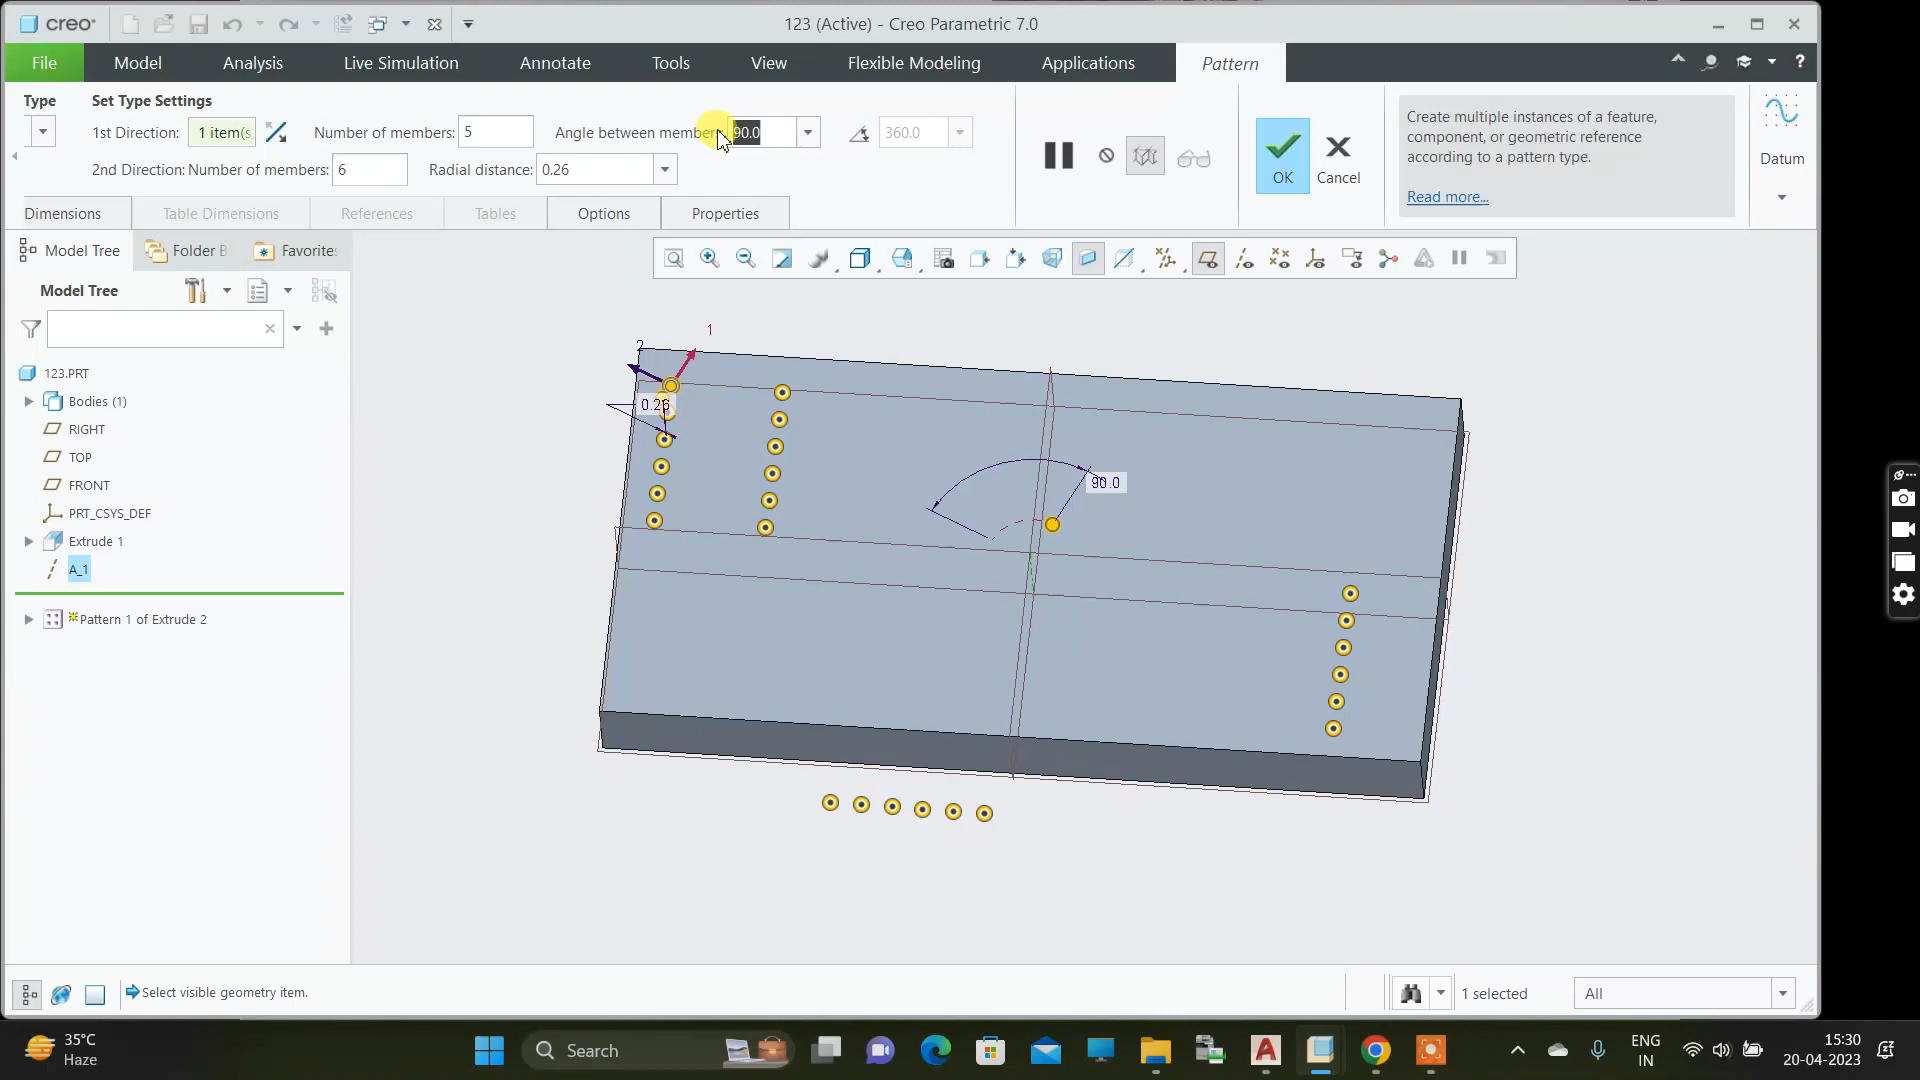 creo
123 (Active) - Creo Parametric 7.0
File Model Analysis Live Simulation Annotate Tools View Flexible Modeling Applications Pattern
Type Set Type Settings
1st Direction: 1 item(s Number of members: 5 Angle between member 90.0 360.0
2nd Direction: Number of members: 6 Radial distance: 0.26
OK Cancel
Create multiple instances of a feature,
component, or geometric reference
according to a pattern type.
Read more...
Datum
Dimensions Table Dimensions References Tables Options Properties
Model Tree Folder B Favorite
Model Tree
123.PRT
Bodies (1)
RIGHT
TOP
FRONT
PRT_CSYS_DEF
Extrude 1
A_1
Pattern 1 of Extrude 2
1
2
0.26
90.0
Select visible geometry item.
1 selected All
35°C
Haze
Search
ENG
IN
15:30
20-04-2023